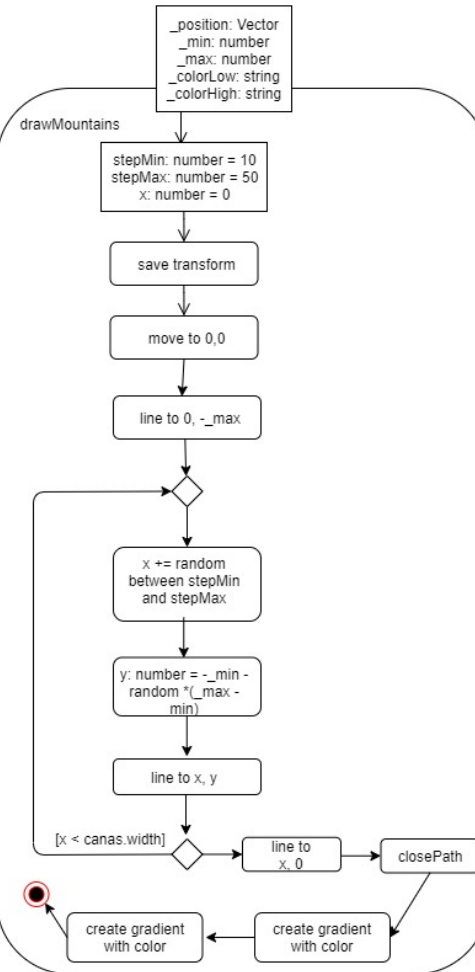 _position: Vector
_min: number
_max: number
_colorLow: string
_colorHigh: string
drawMountains
stepMin: number = 10
stepMax: number = 50
x: number = 0
save transform
move to 0,0
line to 0, -_max
x += random
between stepMin
and stepMax
y: number = -_min -
random *(_max -
min)
line to x, y
[x < canas.width]
line to
x, 0
closePath
create gradient
with color
create gradient
with color